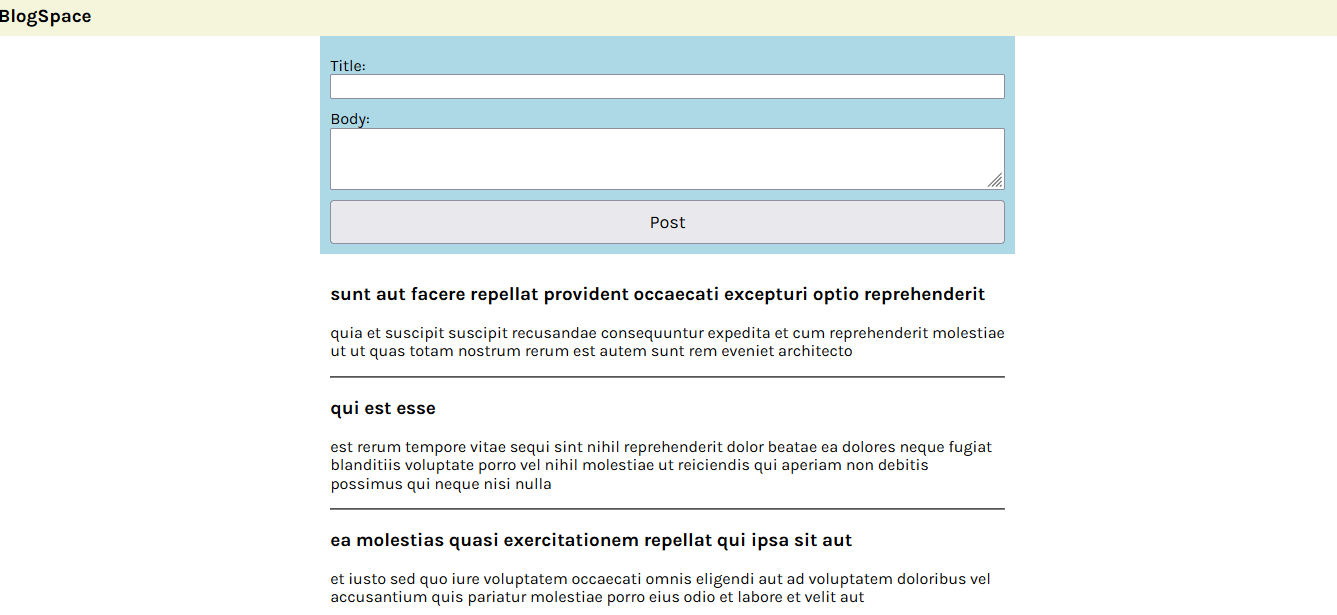 BlogSpace
Title:
Body:
Post
sunt aut facere repellat provident occaecati excepturi optio reprehenderit
quia et suscipit suscipit recusandae consequuntur expedita et cum reprehenderit molestiae
ut ut quas totam nostrum rerum est autem sunt rem eveniet architecto
qui est esse
est rerum tempore vitae sequi sint nihil reprehenderit dolor beatae ea dolores neque fugiat
blanditiis voluptate porro vel nihil molestiae ut reiciendis qui aperiam non debitis
possimus qui neque nisi nulla
ea molestias quasi exercitationem repellat qui ipsa sit aut
et iusto sed quo iure voluptatem occaecati omnis eligendi aut ad voluptatem doloribus vel
accusantium quis pariatur molestiae porro eius odio et labore et velit aut